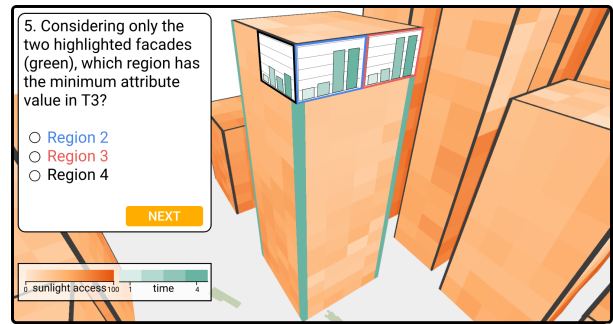 5. Considering only the
two highlighted facades
(green), which region has
the minimum attribute
value in T3?
Region 2
Region 3
Region 4
NEXT
0 sunlight access 100 1 time 4